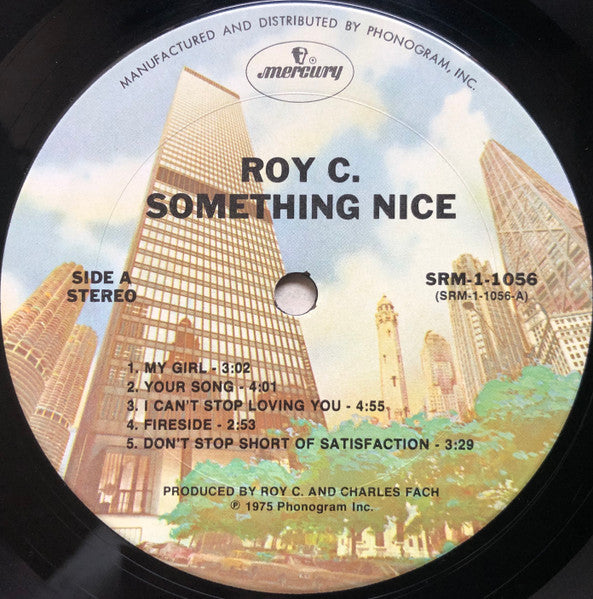 MANUFACTURED AND DISTRIBUTED BY PHONOGRAM, INC.
mercury
ROY C.
SOMETHING NICE
SIDE A
STEREO
SRM-1-1056
(SRM-1-1056-A)
1. MY GIRL - 3:02
2. YOUR SONG - 4:01
3. I CAN'T STOP LOVING YOU - 4:55
4. FIRESIDE - 2:53
5. DON'T STOP SHORT OF SATISFACTION - 3:29
PRODUCED BY ROY C. AND CHARLES FACH
℗ 1975 Phonogram Inc.